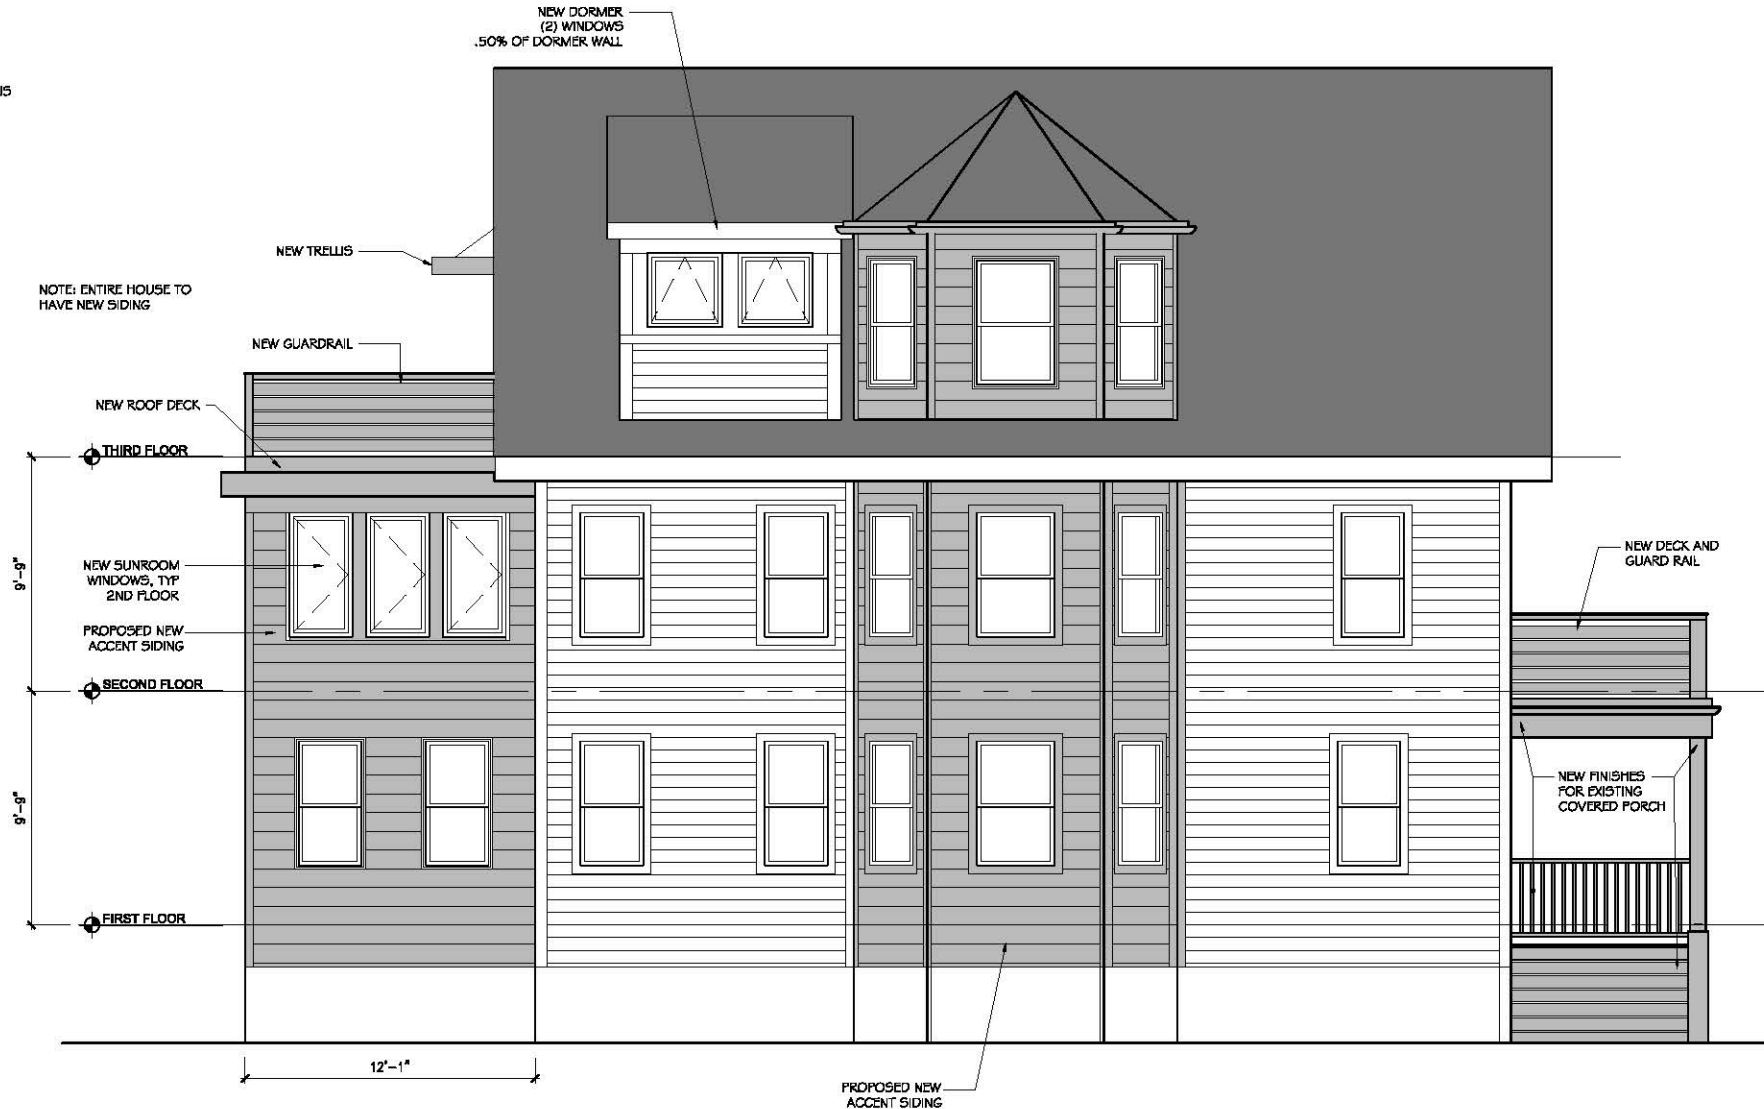 NEW DORMER
(2) WINDOWS
.50% OF DORMER WALL
NEW TRELLIS
NOTE: ENTIRE HOUSE TO
HAVE NEW SIDING
NEW GUARDRAIL
NEW ROOF DECK
THIRD FLOOR
9'-9"
NEW SUNROOM
WINDOWS, TYP
2ND FLOOR
PROPOSED NEW
ACCENT SIDING
NEW DECK AND
GUARD RAIL
SECOND FLOOR
9'-9"
NEW FINISHES
FOR EXISTING
COVERED PORCH
FIRST FLOOR
12'-1"
PROPOSED NEW
ACCENT SIDING